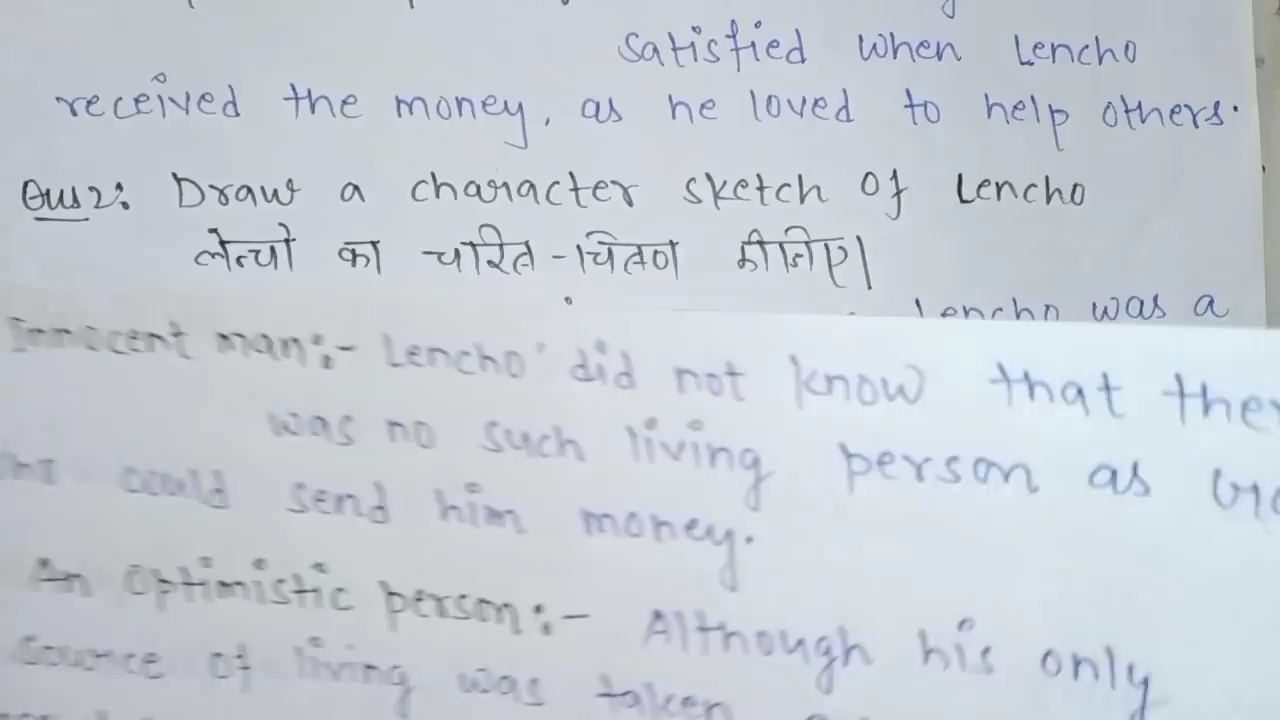 satisfied when Lencho
received the money, as he loved to help others.
Ques 2: Draw a character sketch of Lencho
लेन्चो का चरित्र-चित्रण कीजिए।
Lencho was a
Innocent man:- Lencho did not know that
was no such living person as
could send him money.
An optimistic person:- Although his only
source of living was taken